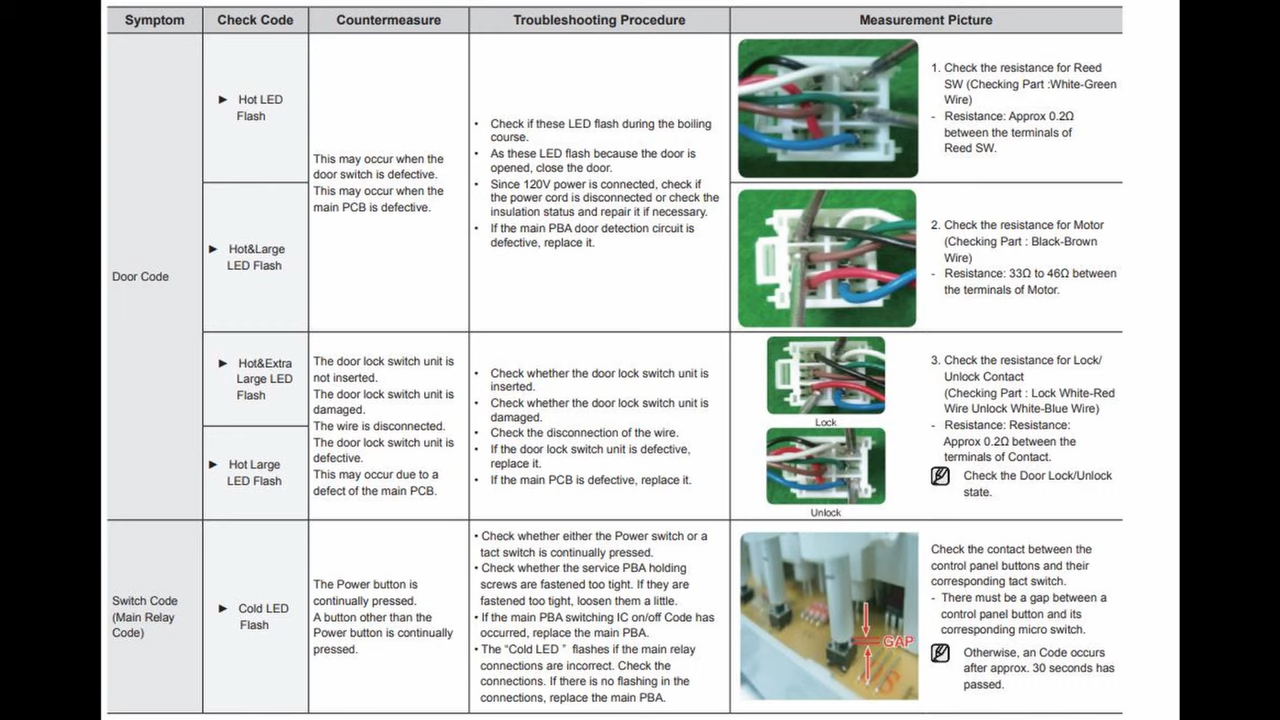 Symptom Check Code Countermeasure Troubleshooting Procedure Measurement Picture
Door Code
► Hot LED
Flash
► Hot&Large
LED Flash
This may occur when the
door switch is defective.
This may occur when the
main PCB is defective.
• Check if these LED flash during the boiling
course.
• As these LED flash because the door is
opened, close the door.
• Since 120V power is connected, check if
the power cord is disconnected or check the
insulation status and repair it if necessary.
• If the main PBA door detection circuit is
defective, replace it.
1. Check the resistance for Reed
SW (Checking Part :White-Green
Wire)
- Resistance: Approx 0.2Ω
between the terminals of
Reed SW.
2. Check the resistance for Motor
(Checking Part : Black-Brown
Wire)
- Resistance: 33Ω to 46Ω between
the terminals of Motor.
► Hot&Extra
Large LED
Flash
► Hot Large
LED Flash
The door lock switch unit is
not inserted.
The door lock switch unit is
damaged.
The wire is disconnected.
The door lock switch unit is
defective.
This may occur due to a
defect of the main PCB.
• Check whether the door lock switch unit is
inserted.
• Check whether the door lock switch unit is
damaged.
• Check the disconnection of the wire.
• If the door lock switch unit is defective,
replace it.
• If the main PCB is defective, replace it.
Lock
Unlock
3. Check the resistance for Lock/
Unlock Contact
(Checking Part : Lock White-Red
Wire Unlock White-Blue Wire)
- Resistance: Resistance:
Approx 0.2Ω between the
terminals of Contact.
Check the Door Lock/Unlock
state.
Switch Code
(Main Relay
Code)
► Cold LED
Flash
The Power button is
continually pressed.
A button other than the
Power button is continually
pressed.
• Check whether either the Power switch or a
tact switch is continually pressed.
• Check whether the service PBA holding
screws are fastened too tight. If they are
fastened too tight, loosen them a little.
• If the main PBA switching IC on/off Code has
occurred, replace the main PBA.
• The “Cold LED ” flashes if the main relay
connections are incorrect. Check the
connections. If there is no flashing in the
connections, replace the main PBA.
GAP
Check the contact between the
control panel buttons and their
corresponding tact switch.
- There must be a gap between a
control panel button and its
corresponding micro switch.
Otherwise, an Code occurs
after approx. 30 seconds has
passed.